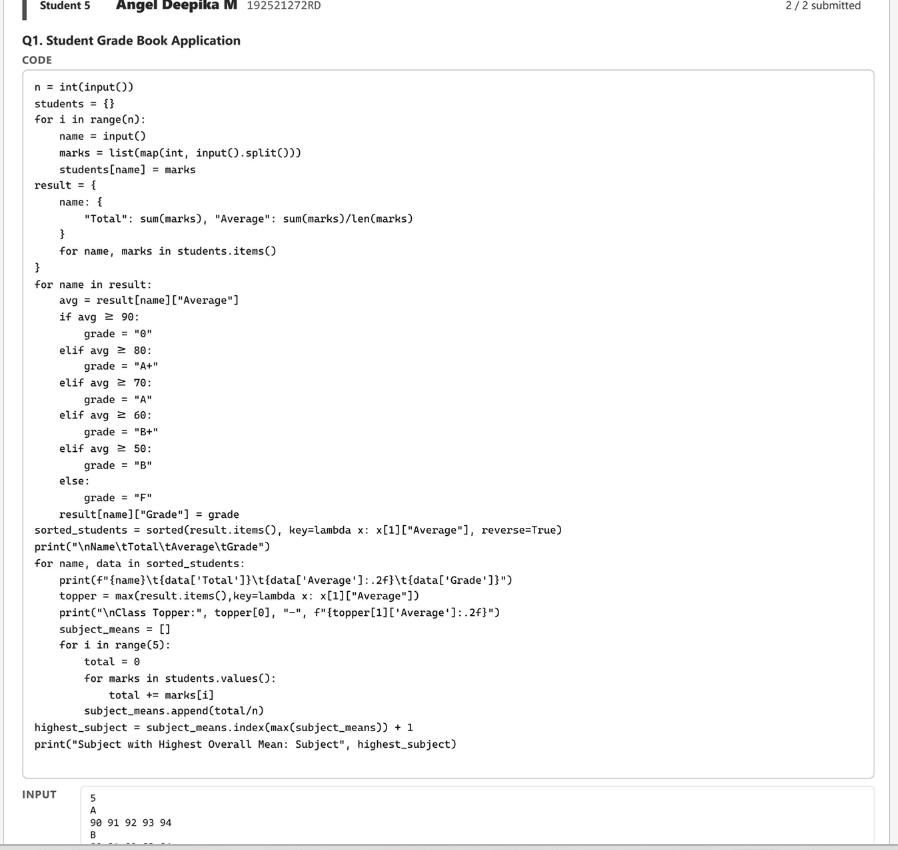 Student 5 Angel Deepika M 192521272RD 2 / 2 submitted
Q1. Student Grade Book Application
CODE
n = int(input())
students = {}
for i in range(n):
    name = input()
    marks = list(map(int, input().split()))
    students[name] = marks
result = {
    name: {
        "Total": sum(marks), "Average": sum(marks)/len(marks)
    }
    for name, marks in students.items()
}
for name in result:
    avg = result[name]["Average"]
    if avg ≥ 90:
        grade = "0"
    elif avg ≥ 80:
        grade = "A+"
    elif avg ≥ 70:
        grade = "A"
    elif avg ≥ 60:
        grade = "B+"
    elif avg ≥ 50:
        grade = "B"
    else:
        grade = "F"
    result[name]["Grade"] = grade
sorted_students = sorted(result.items(), key=lambda x: x[1]["Average"], reverse=True)
print("\nName\tTotal\tAverage\tGrade")
for name, data in sorted_students:
    print(f"{name}\t{data['Total']}\t{data['Average']:.2f}\t{data['Grade']}")
    topper = max(result.items(),key=lambda x: x[1]["Average"])
    print("\nClass Topper:", topper[0], "-", f"{topper[1]['Average']:.2f}")
    subject_means = []
    for i in range(5):
        total = 0
        for marks in students.values():
            total += marks[i]
        subject_means.append(total/n)
highest_subject = subject_means.index(max(subject_means)) + 1
print("Subject with Highest Overall Mean: Subject", highest_subject)
INPUT
5
A
90 91 92 93 94
B